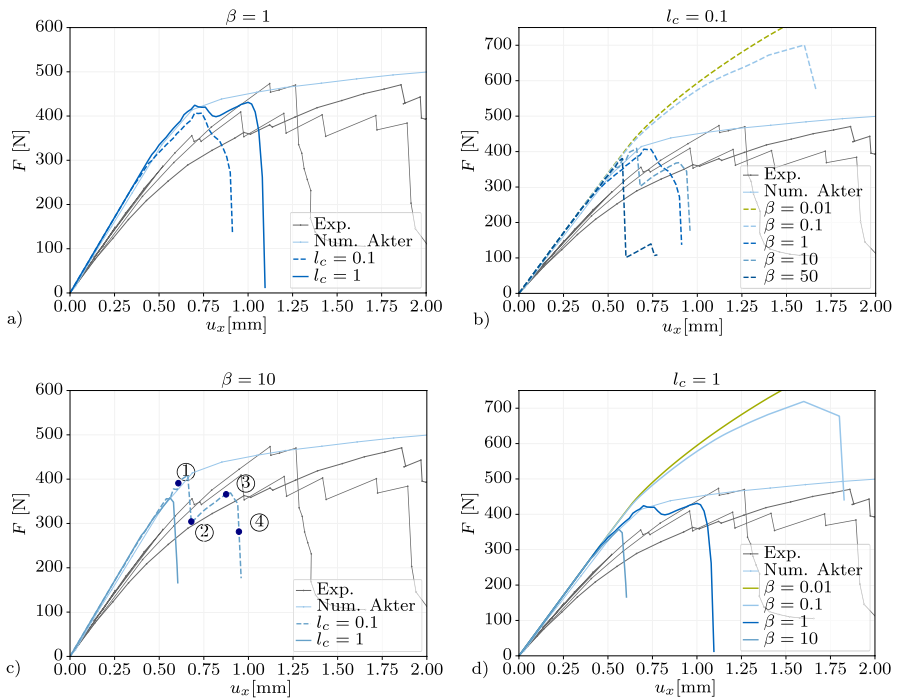 β = 1
600
500
400
300
200
100
0
F [N]
0.00 0.25 0.50 0.75 1.00 1.25 1.50 1.75 2.00
u_x[mm]
Exp.
Num. Akter
l_c = 0.1
l_c = 1
a)
l_c = 0.1
700
600
500
400
300
200
100
0
F [N]
0.00 0.25 0.50 0.75 1.00 1.25 1.50 1.75 2.00
u_x[mm]
Exp.
Num. Akter
β = 0.01
β = 0.1
β = 1
β = 10
β = 50
b)
β = 10
600
500
400
300
200
100
0
F [N]
0.00 0.25 0.50 0.75 1.00 1.25 1.50 1.75 2.00
u_x[mm]
1
2
3
4
Exp.
Num. Akter
l_c = 0.1
l_c = 1
c)
l_c = 1
700
600
500
400
300
200
100
0
F [N]
0.00 0.25 0.50 0.75 1.00 1.25 1.50 1.75 2.00
u_x[mm]
Exp.
Num. Akter
β = 0.01
β = 0.1
β = 1
β = 10
d)